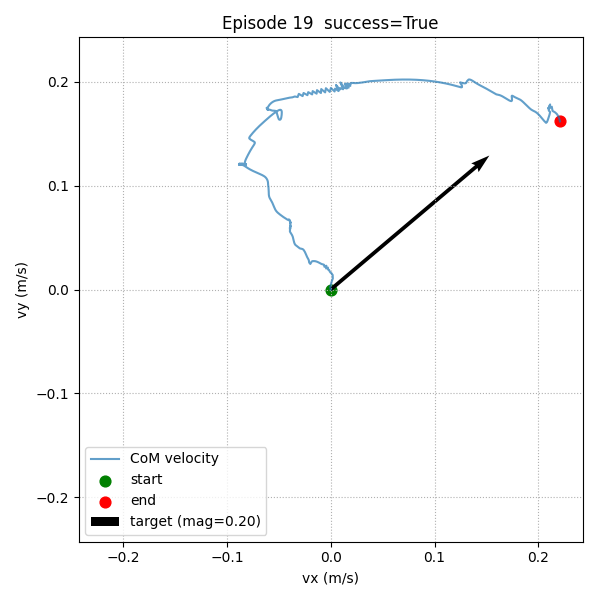 Episode 19  success=True
vy (m/s)
0.2
0.1
0.0
−0.1
−0.2
CoM velocity
start
end
target (mag=0.20)
−0.2
−0.1
0.0
0.1
0.2
vx (m/s)